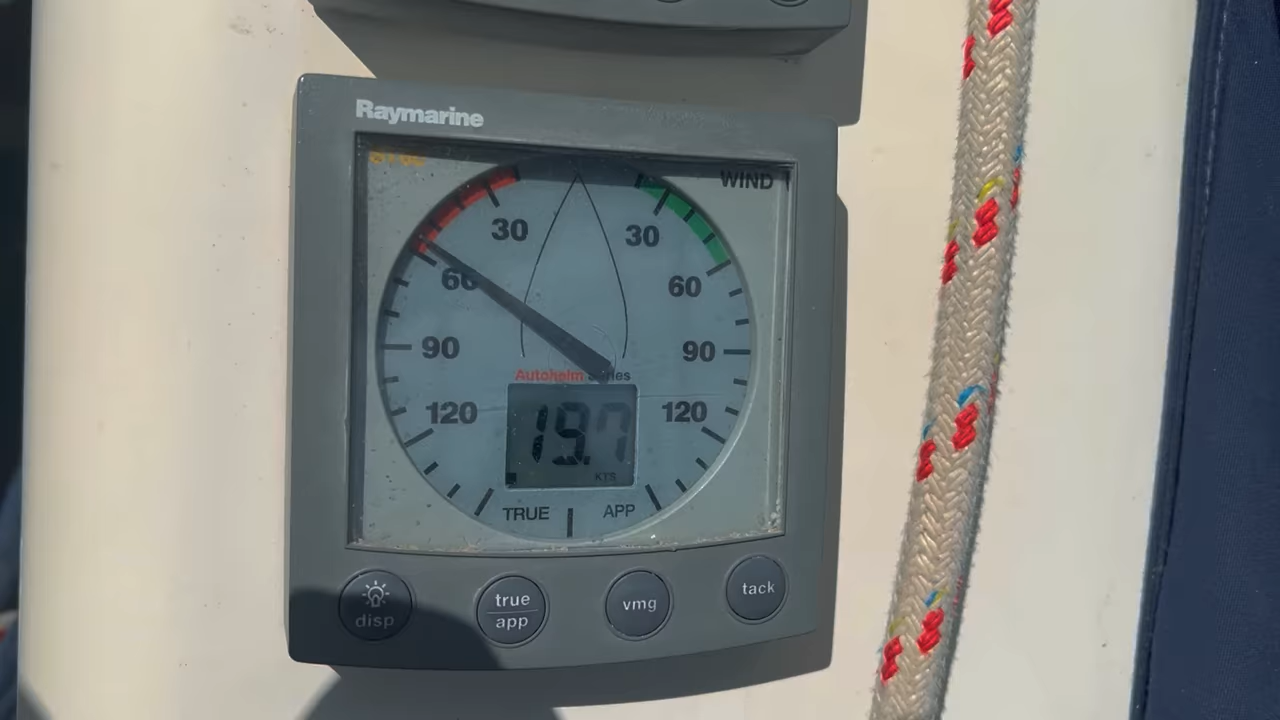 Raymarine
WIND
30 30
60 60
90 90
120 120
Autohelm
19.7
KTS
TRUE APP
disp
true
app
vmg
tack